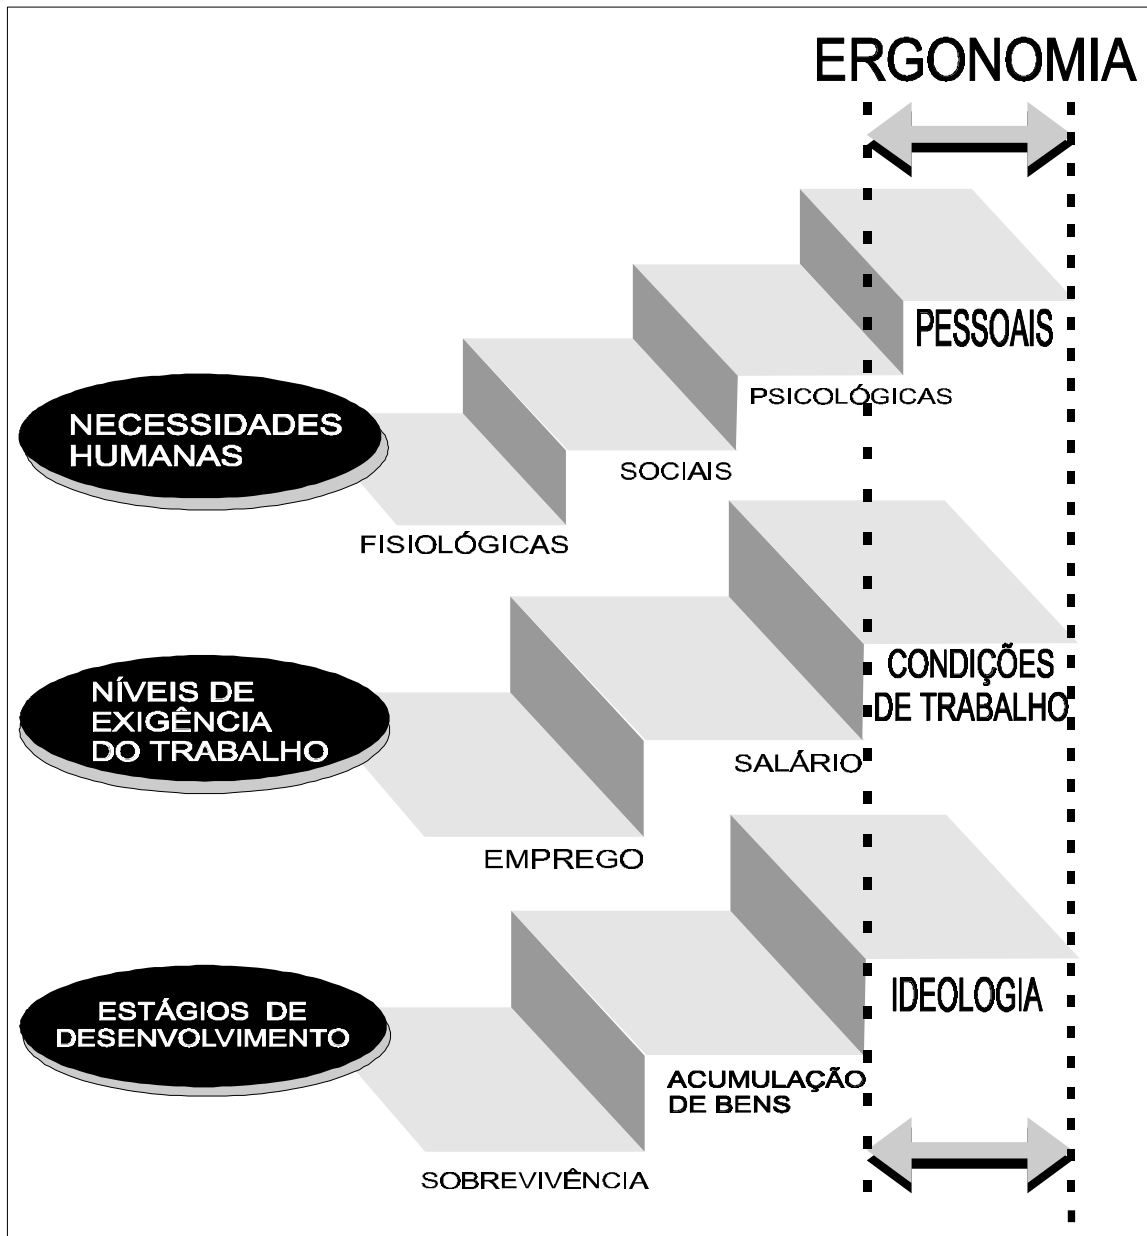 ERGONOMIA
PESSOAIS
PSICOLÓGICAS
NECESSIDADES
HUMANAS
SOCIAIS
FISIOLÓGICAS
CONDIÇÕES
DE TRABALHO
NÍVEIS DE
EXIGÊNCIA
DO TRABALHO
SALÁRIO
EMPREGO
IDEOLOGIA
ESTÁGIOS DE
DESENVOLVIMENTO
ACUMULAÇÃO
DE BENS
SOBREVIVÊNCIA